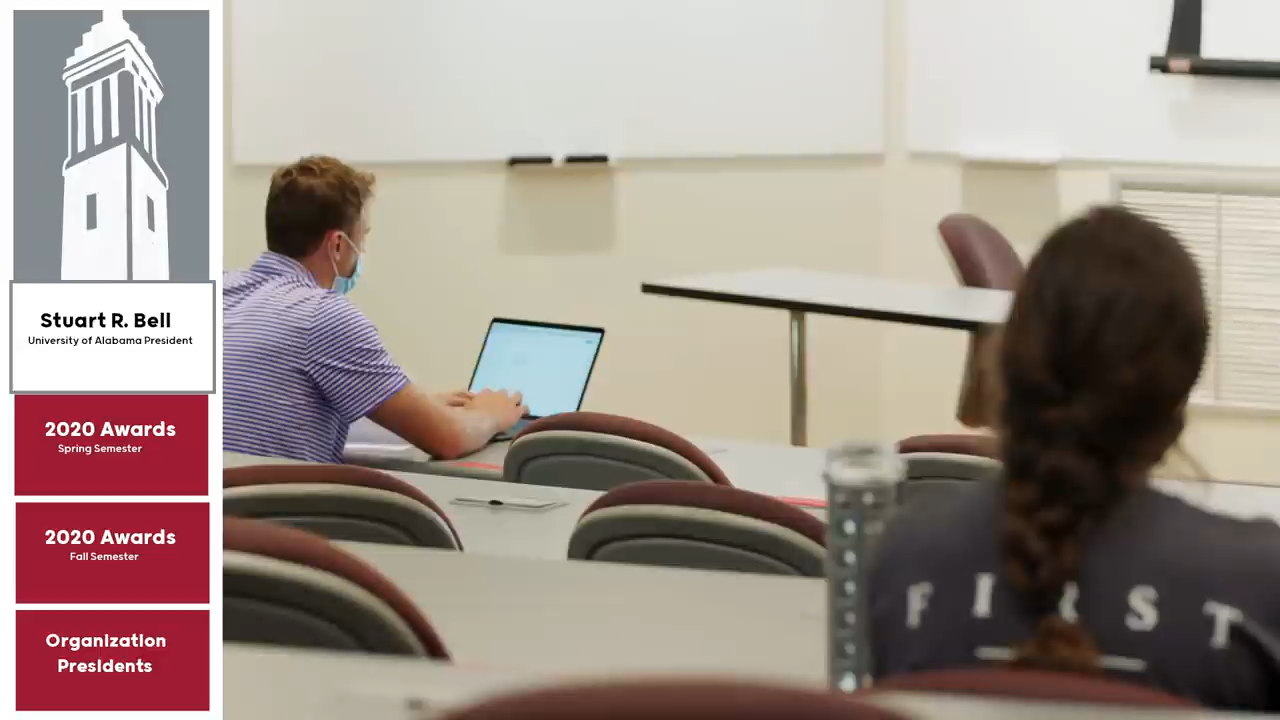 Stuart R. Bell
University of Alabama President
2020 Awards
Spring Semester
2020 Awards
Fall Semester
Organization
Presidents
FIRST